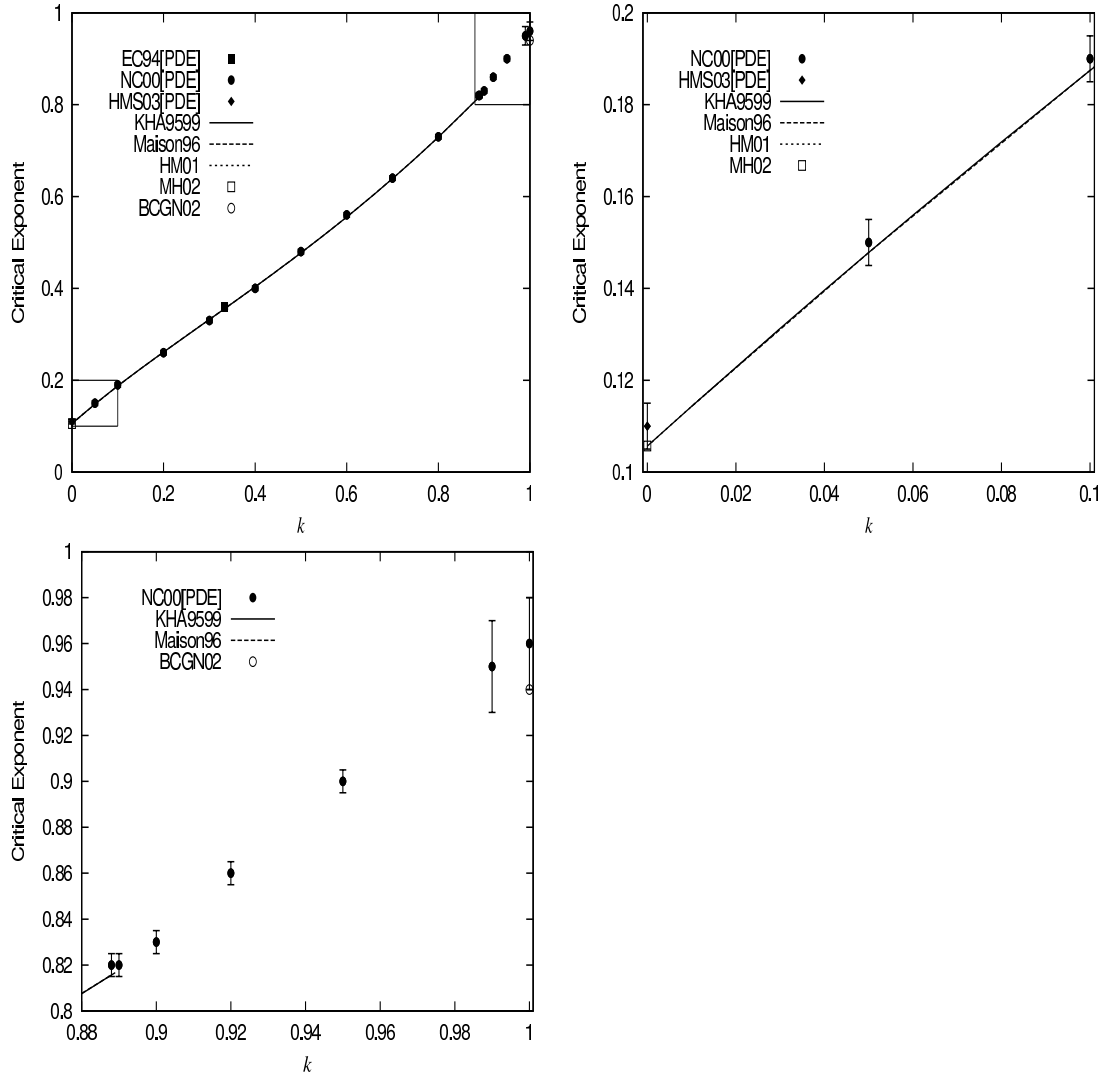 1
0.8
0.6
0.4
0.2
0
Critical Exponent
EC94[PDE]
NC00[PDE]
HMS03[PDE]
KHA9599
Maison96
HM01
MH02
BCGN02
0 0.2 0.4 0.6 0.8 1
k
0.2
0.18
0.16
0.14
0.12
0.1
Critical Exponent
NC00[PDE]
HMS03[PDE]
KHA9599
Maison96
HM01
MH02
0 0.02 0.04 0.06 0.08 0.1
k
1
0.98
0.96
0.94
0.92
0.9
0.88
0.86
0.84
0.82
0.8
Critical Exponent
NC00[PDE]
KHA9599
Maison96
BCGN02
0.88 0.9 0.92 0.94 0.96 0.98 1
k